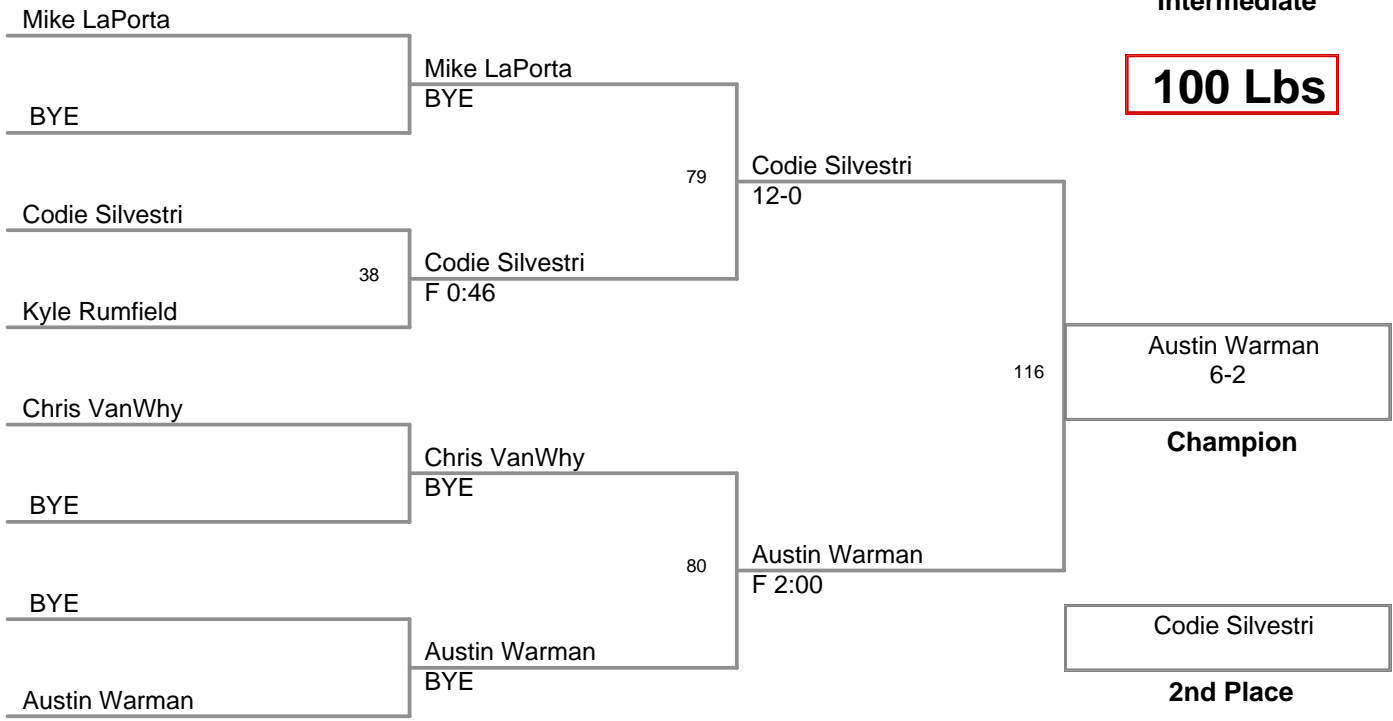 Intermediate
100 Lbs
Mike LaPorta
BYE
Codie Silvestri
Kyle Rumfield
Chris VanWhy
BYE
BYE
Austin Warman
Mike LaPorta
BYE
38
Codie Silvestri
F 0:46
Chris VanWhy
BYE
Austin Warman
BYE
79
Codie Silvestri
12-0
80
Austin Warman
F 2:00
116
Austin Warman
6-2
Champion
Codie Silvestri
2nd Place